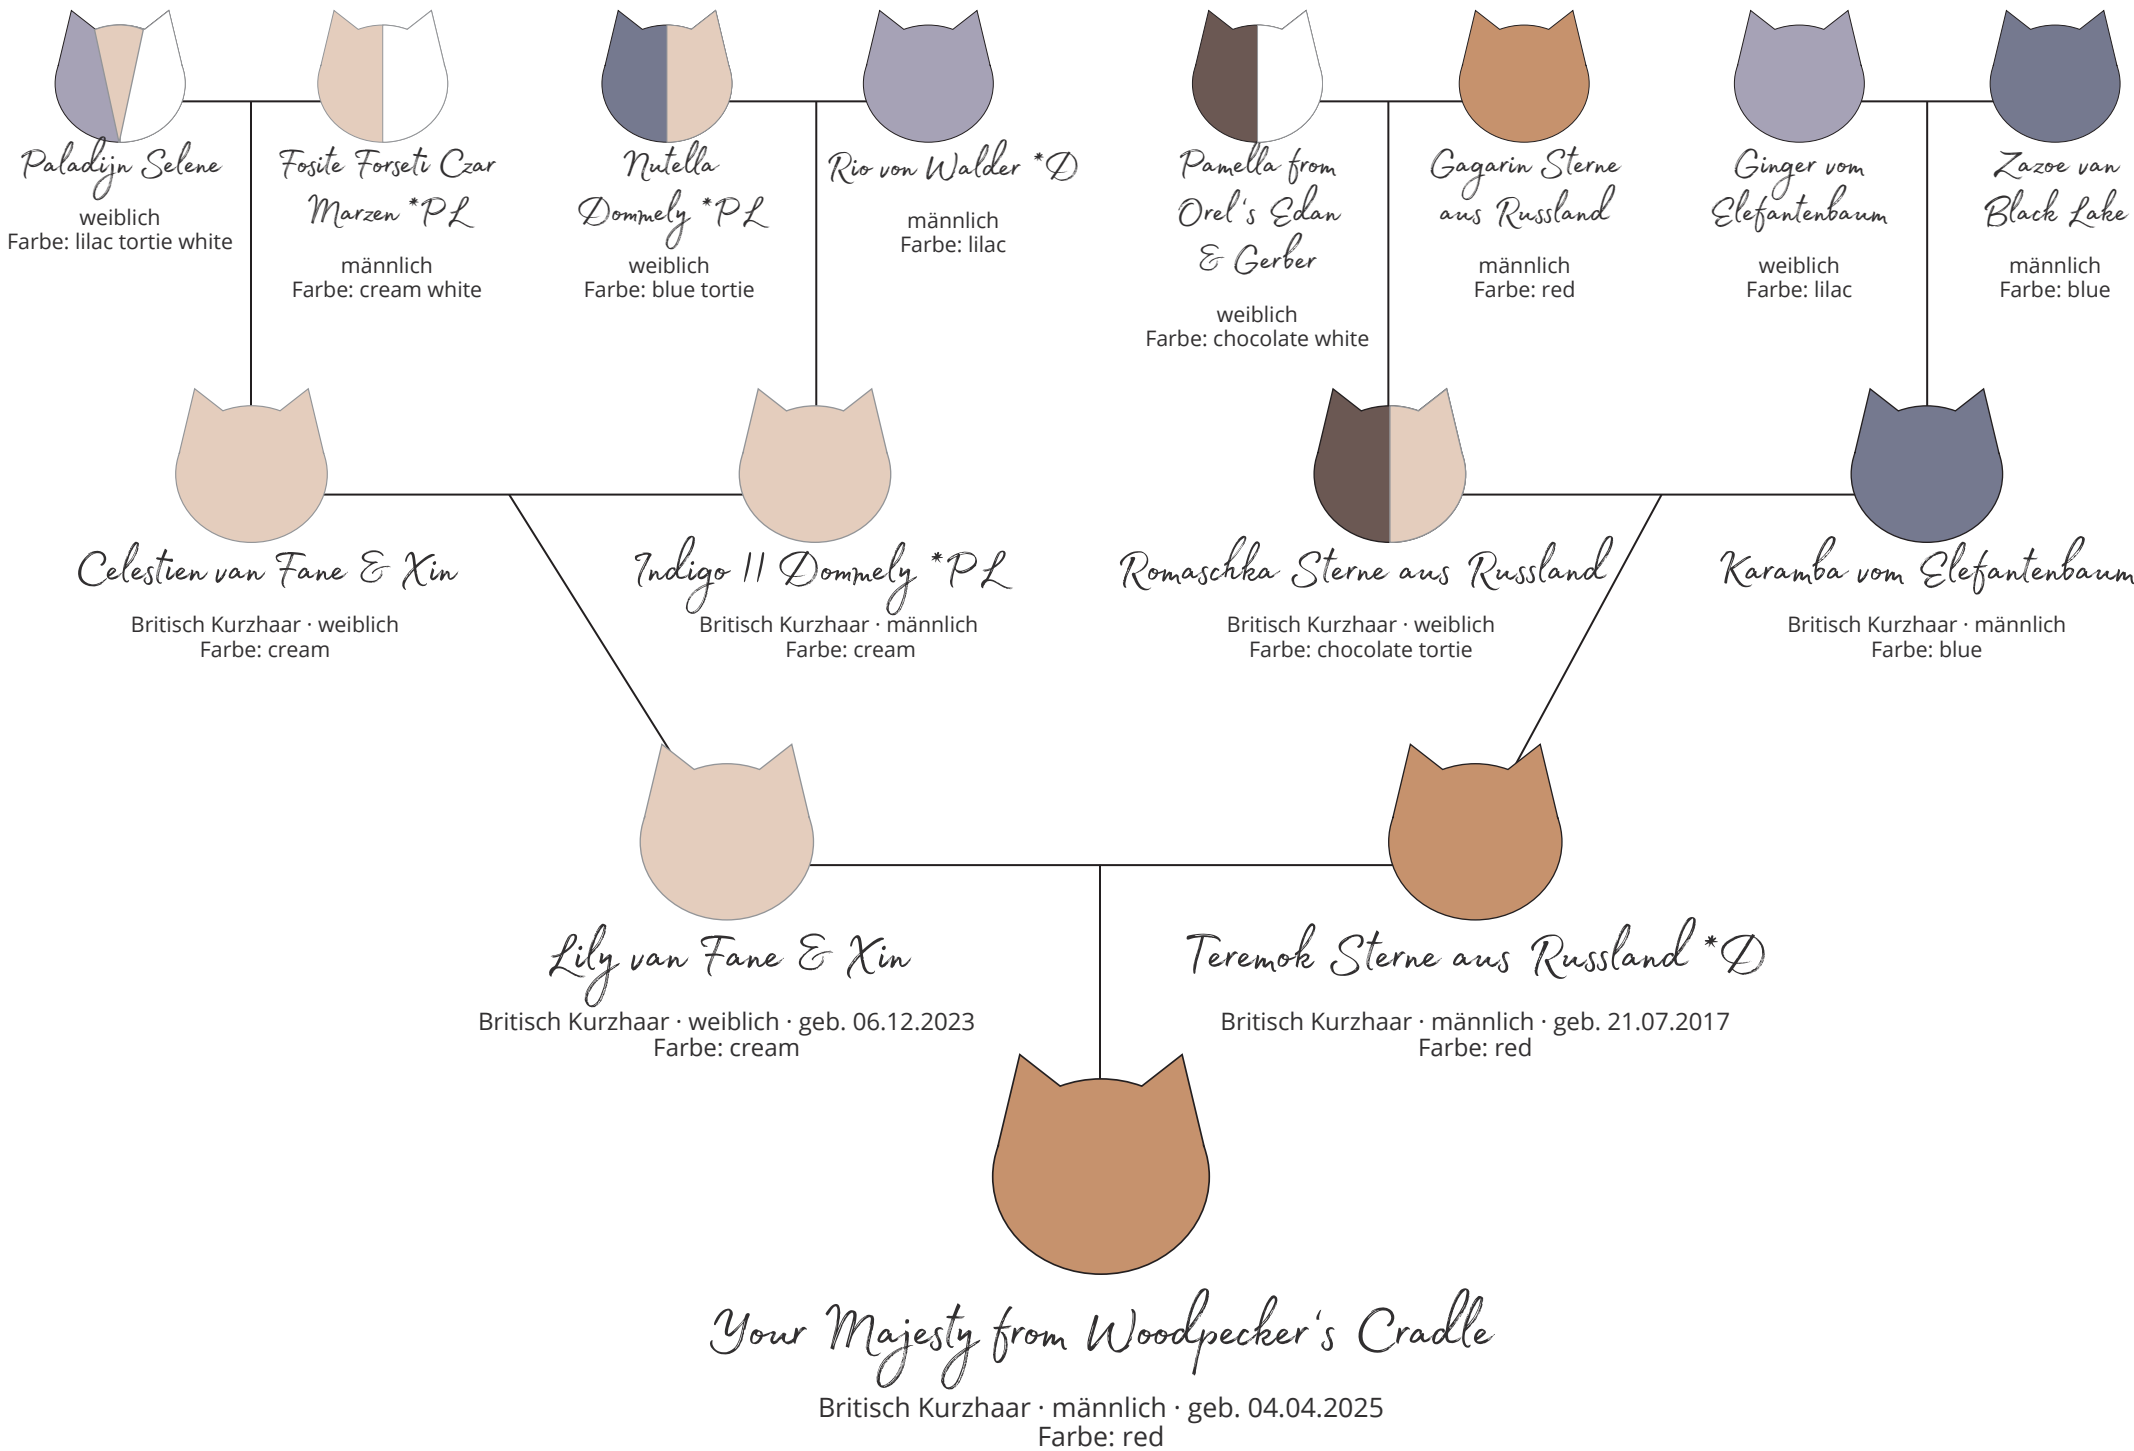 Paladijn Selene
weiblich
Farbe: lilac tortie white
Fosite Forseti Czar
Marzen *PL
männlich
Farbe: cream white
Nutella
Dommely *PL
weiblich
Farbe: blue tortie
Rio von Walder *D
männlich
Farbe: lilac
Pamella from
Orel's Edan
& Gerber
weiblich
Farbe: chocolate white
Gagarin Sterne
aus Russland
männlich
Farbe: red
Ginger vom
Elefantenbaum
weiblich
Farbe: lilac
Zazoe van
Black Lake
männlich
Farbe: blue
Celestien van Fane & Xin
Britisch Kurzhaar · weiblich
Farbe: cream
Indigo II Dommely *PL
Britisch Kurzhaar · männlich
Farbe: cream
Romaschka Sterne aus Russland
Britisch Kurzhaar · weiblich
Farbe: chocolate tortie
Karamba vom Elefantenbaum
Britisch Kurzhaar · männlich
Farbe: blue
Lily van Fane & Xin
Britisch Kurzhaar · weiblich · geb. 06.12.2023
Farbe: cream
Teremok Sterne aus Russland *D
Britisch Kurzhaar · männlich · geb. 21.07.2017
Farbe: red
Your Majesty from Woodpecker's Cradle
Britisch Kurzhaar · männlich · geb. 04.04.2025
Farbe: red